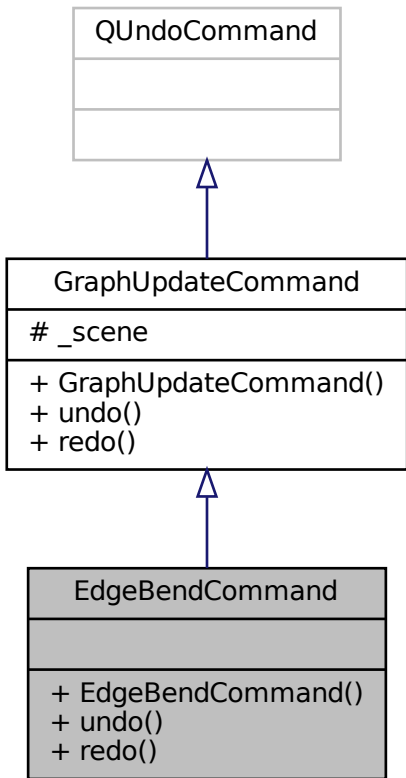 QUndoCommand
GraphUpdateCommand
# _scene
+ GraphUpdateCommand()
+ undo()
+ redo()
EdgeBendCommand
+ EdgeBendCommand()
+ undo()
+ redo()